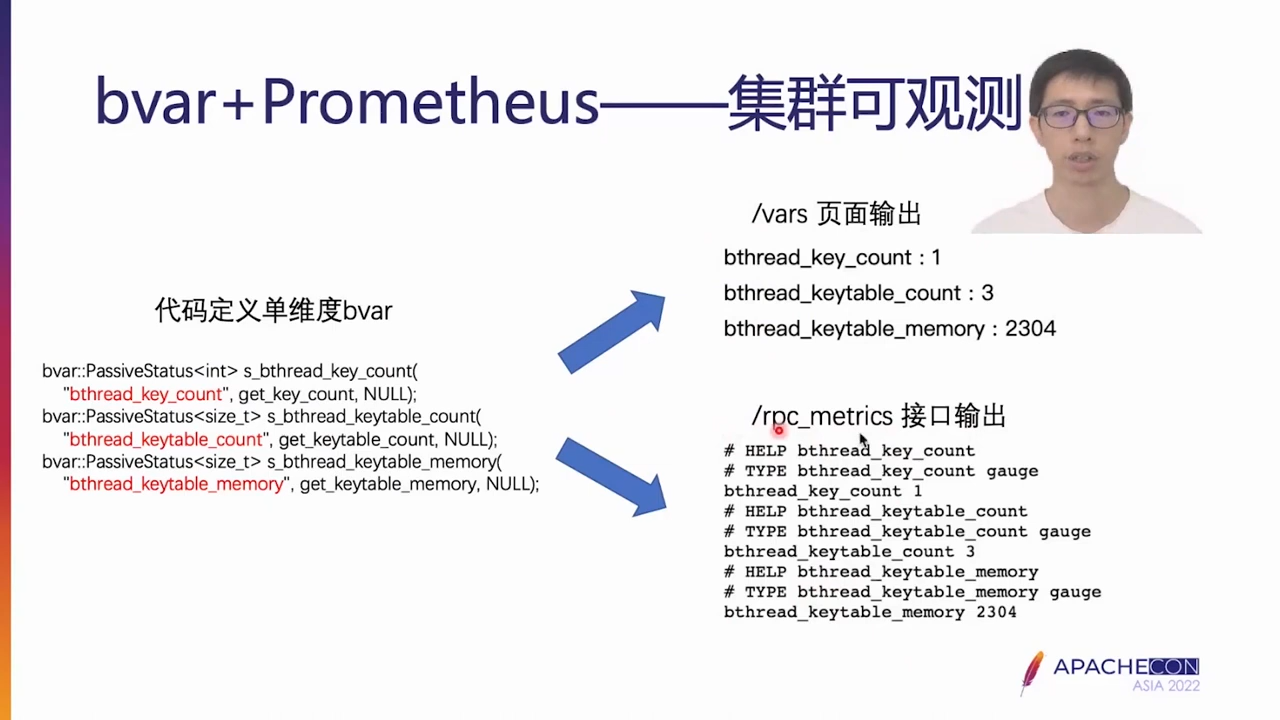 bvar+Prometheus——集群可观测
代码定义单维度bvar
bvar::PassiveStatus<int> s_bthread_key_count(
"bthread_key_count", get_key_count, NULL);
bvar::PassiveStatus<size_t> s_bthread_keytable_count(
"bthread_keytable_count", get_keytable_count, NULL);
bvar::PassiveStatus<size_t> s_bthread_keytable_memory(
"bthread_keytable_memory", get_keytable_memory, NULL);
/vars 页面输出
bthread_key_count : 1
bthread_keytable_count : 3
bthread_keytable_memory : 2304
/rpc_metrics 接口输出
# HELP bthread_key_count
# TYPE bthread_key_count gauge
bthread_key_count 1
# HELP bthread_keytable_count
# TYPE bthread_keytable_count gauge
bthread_keytable_count 3
# HELP bthread_keytable_memory
# TYPE bthread_keytable_memory gauge
bthread_keytable_memory 2304
APACHECON
ASIA 2022